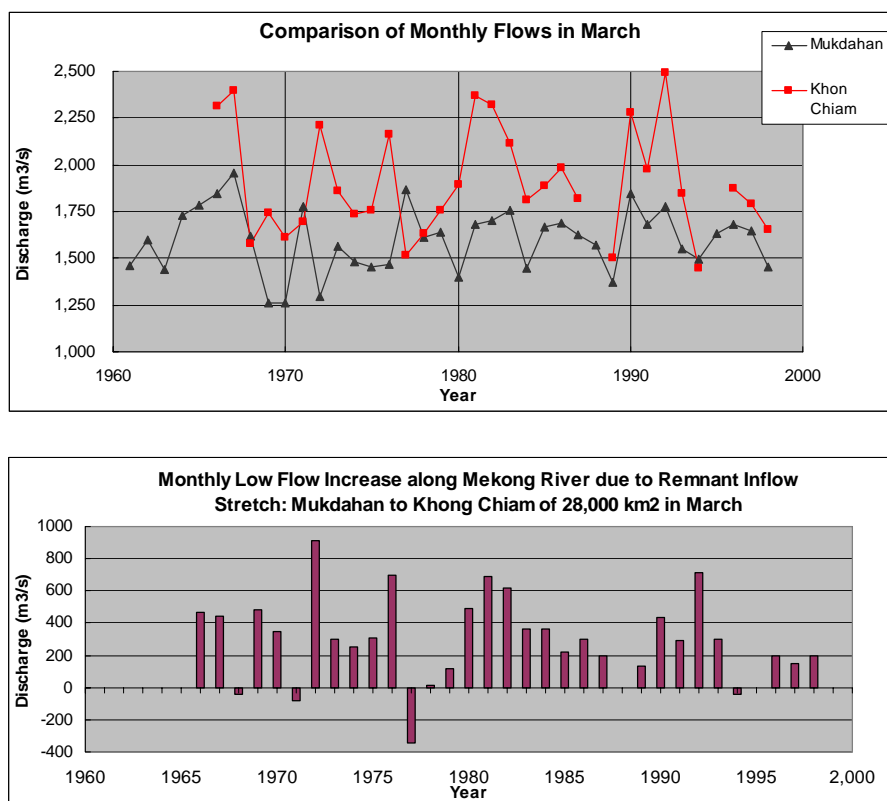 Comparison of Monthly Flows in March
Mukdahan
Khon
Chiam
Discharge (m3/s)
2,500
2,250
2,000
1,750
1,500
1,250
1,000
1960 1970 1980 1990 2000
Year
Monthly Low Flow Increase along Mekong River due to Remnant Inflow
Stretch: Mukdahan to Khong Chiam of 28,000 km2 in March
Discharge (m3/s)
1000
800
600
400
200
0
-200
-400
1960 1965 1970 1975 1980 1985 1990 1995 2,000
Year